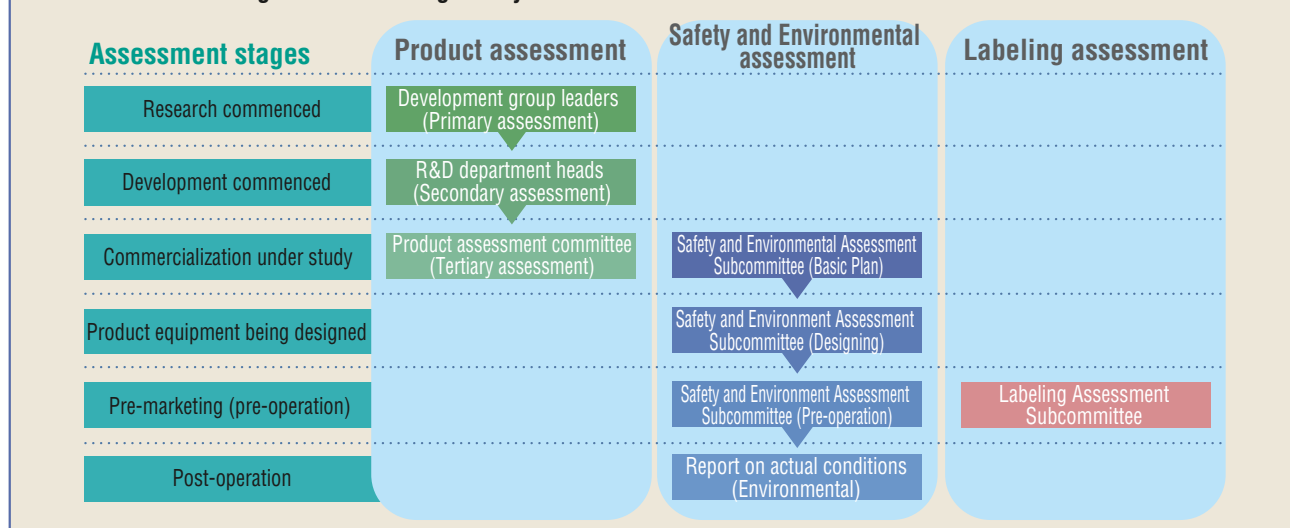 Assessment stages
Product assessment
Safety and Environmental
assessment
Labeling assessment
Research commenced
Development group leaders
(Primary assessment)
Development commenced
R&D department heads
(Secondary assessment)
Commercialization under study
Product assessment committee
(Tertiary assessment)
Safety and Environmental Assessment
Subcommittee (Basic Plan)
Product equipment being designed
Safety and Environment Assessment
Subcommittee (Designing)
Pre-marketing (pre-operation)
Safety and Environment Assessment
Subcommittee (Pre-operation)
Labeling Assessment
Subcommittee
Post-operation
Report on actual conditions
(Environmental)